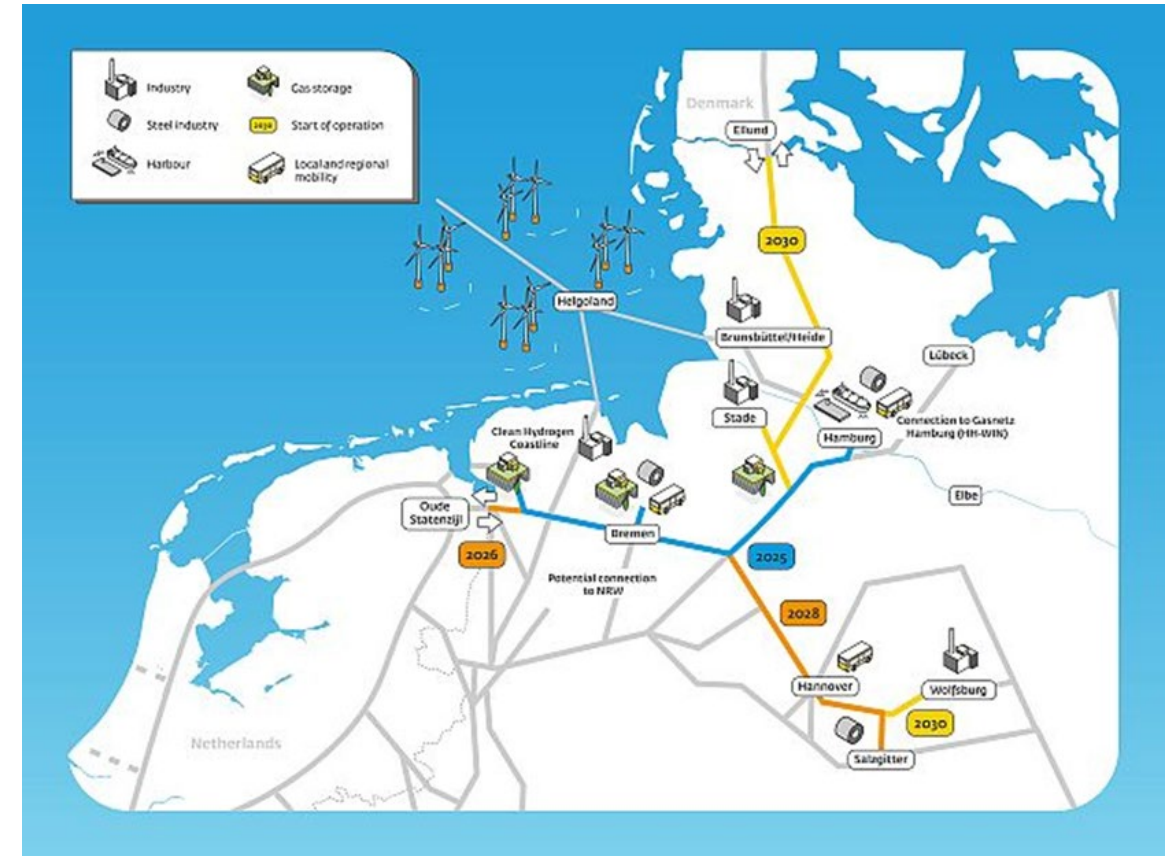 Industry
Gas storage
Steel industry
2030
Start of operation
Harbour
Local and regional
mobility
Denmark
Ellund
2030
Helgoland
Brunsbüttel/Heide
Lübeck
Stade
Connection to Gasnetz
Hamburg (HH-WIN)
Hamburg
Clean Hydrogen
Coastline
Elbe
Oude
Statenzijl
Bremen
2026
2025
Potential connection
to NRW
2028
Hannover
Wolfsburg
2030
Netherlands
Salzgitter